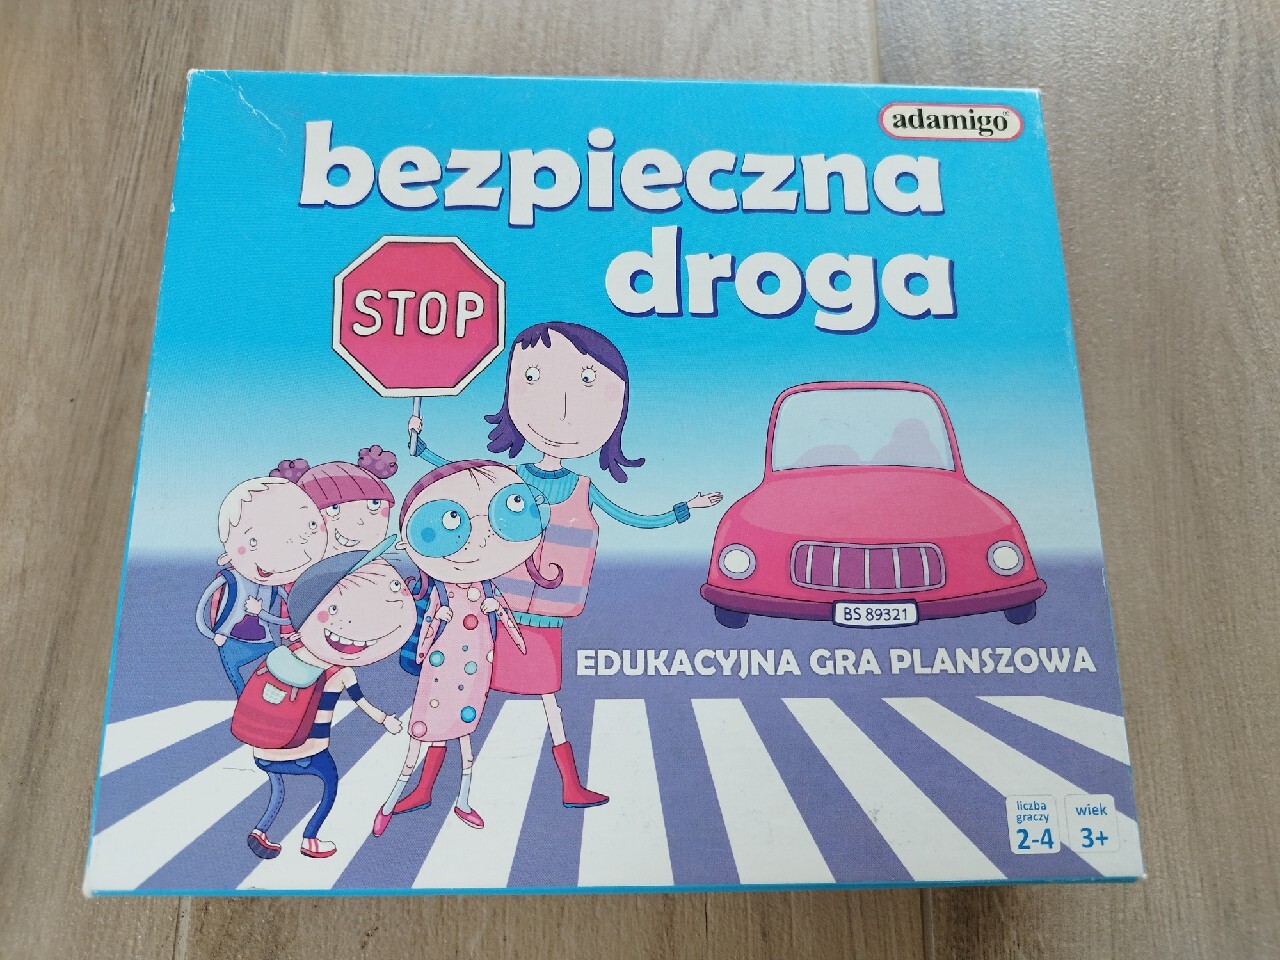 adamigo®
bezpieczna
droga
STOP
BS 89321
EDUKACYJNA GRA PLANSZOWA
liczba
graczy
2-4
wiek
3+